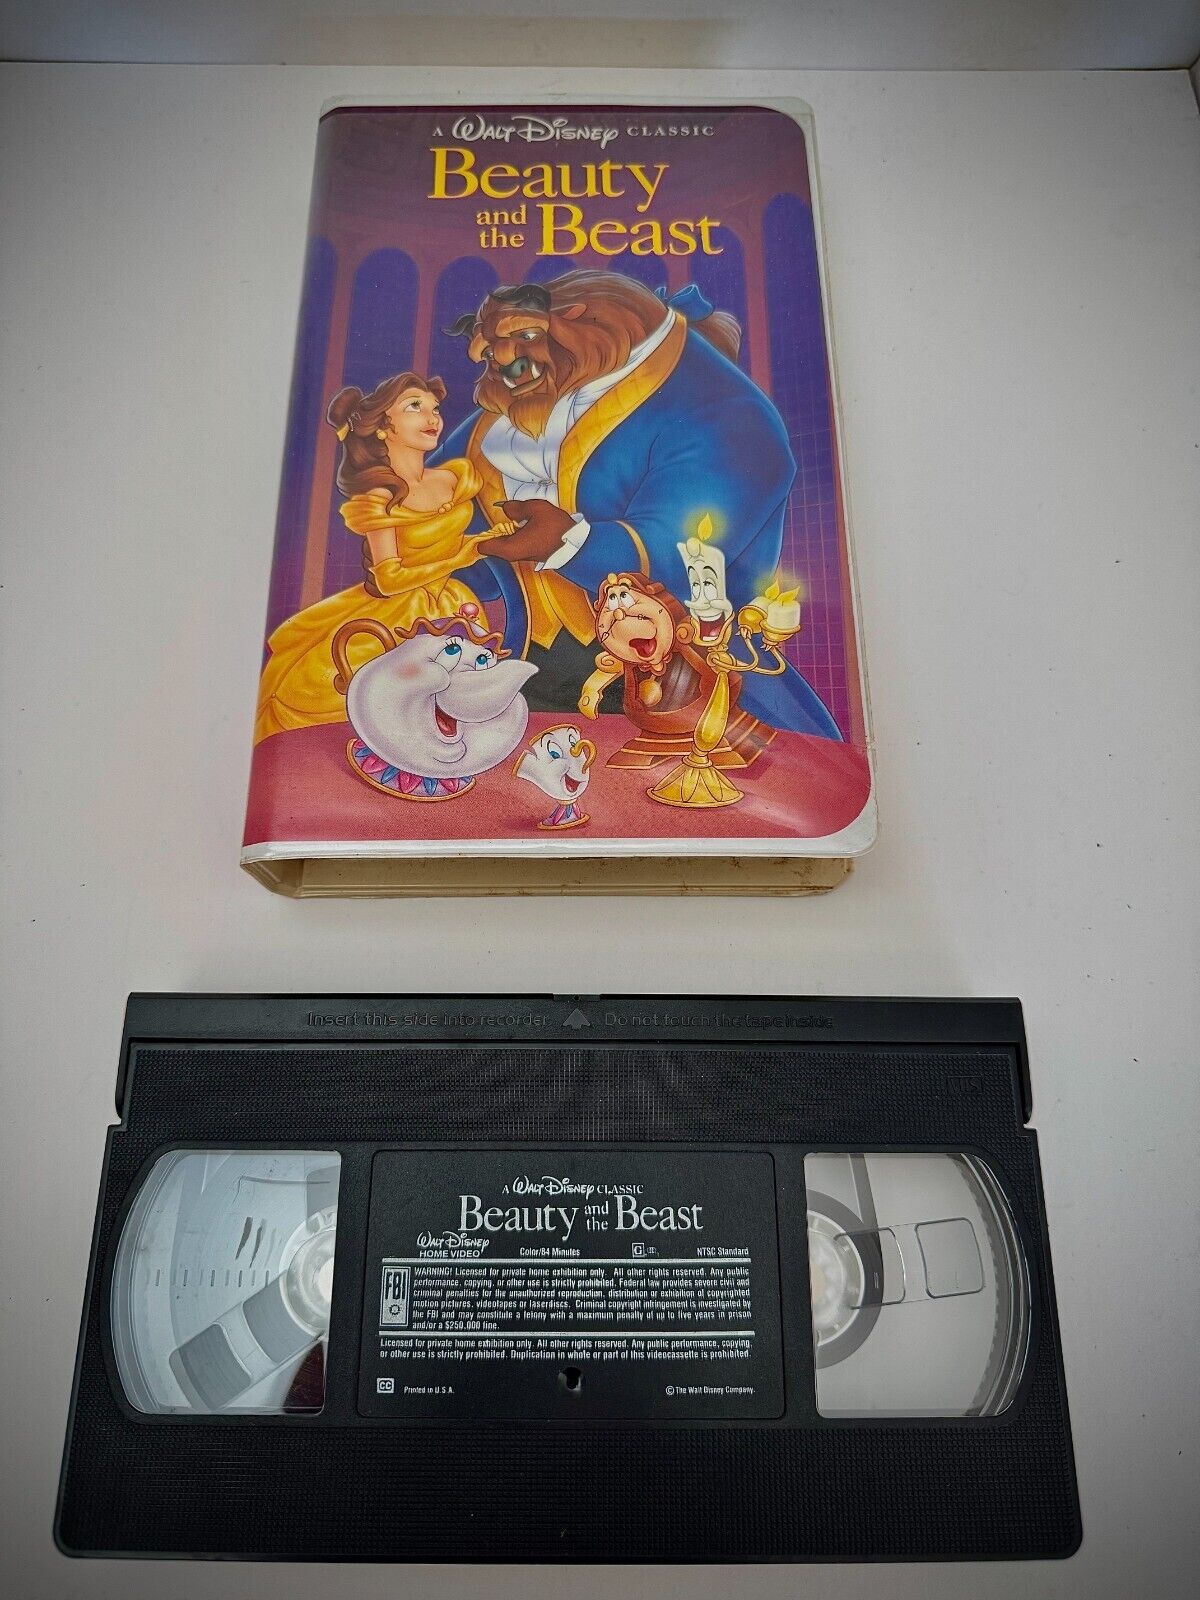 A WALT DISNEY CLASSIC
Beauty
and the Beast
Insert this side into recorder Do not touch the tape inside
VHS
A WALT DISNEY CLASSIC
Beauty and the Beast
WALT DISNEY
HOME VIDEO Color/84 Minutes G CC NTSC Standard
FBI
WARNING! Licensed for private home exhibition only. All other rights reserved. Any public
performance, copying, or other use is strictly prohibited. Federal law provides severe civil and
criminal penalties for the unauthorized reproduction, distribution or exhibition of copyrighted
motion pictures, videotapes or laserdiscs. Criminal copyright infringement is investigated by
the FBI and may constitute a felony with a maximum penalty of up to five years in prison
and/or a $250,000 fine.
Licensed for private home exhibition only. All other rights reserved. Any public performance, copying,
or other use is strictly prohibited. Duplication in whole or part of this videocassette is prohibited.
CC Printed in U.S.A. © The Walt Disney Company.